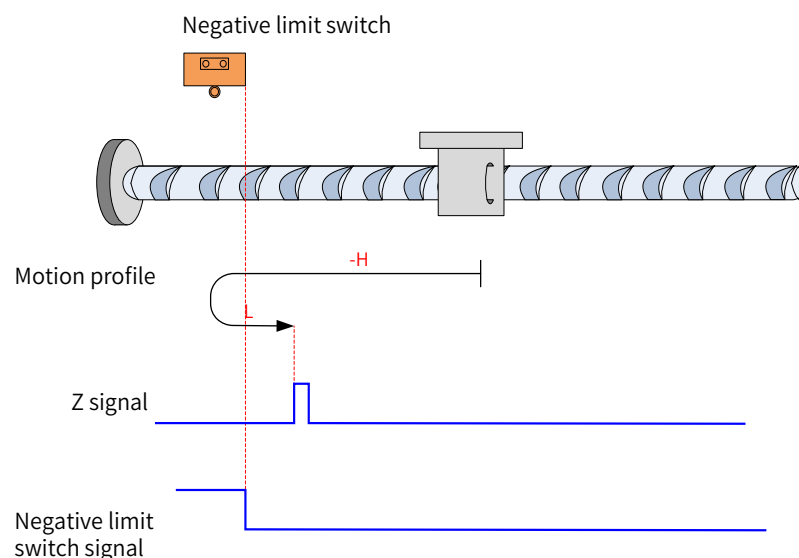 Negative limit switch
-H
Motion profile
L
Z signal
Negative limit
switch signal